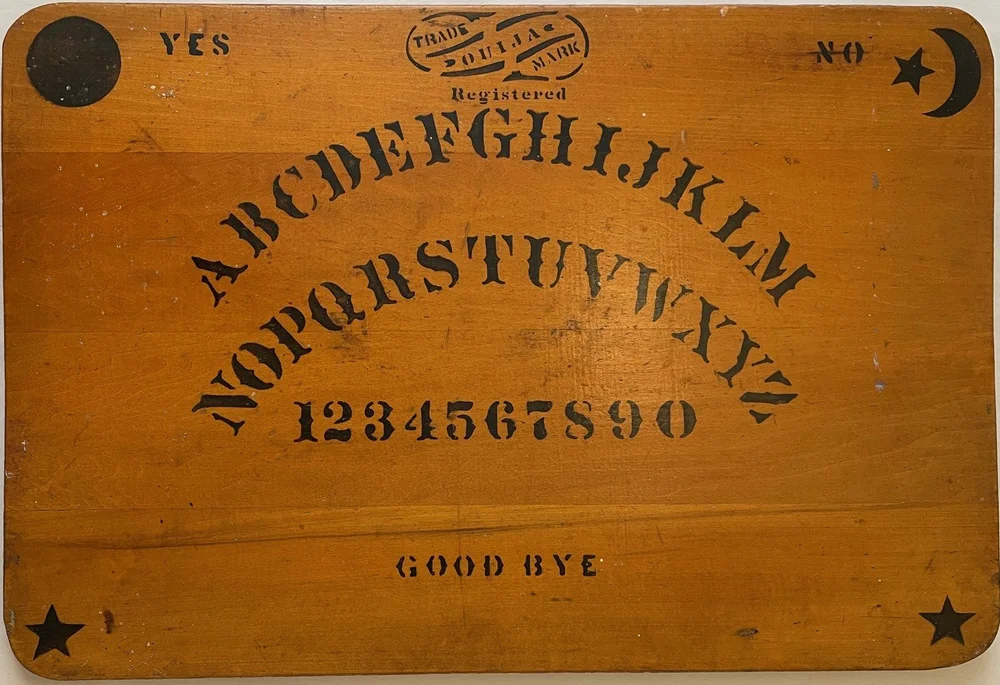 YES
NO
TRADE
OUIJA
MARK
Registered
ABCDEFGHIJKLM
NOPQRSTUVWXYZ
1234567890
GOOD BYE